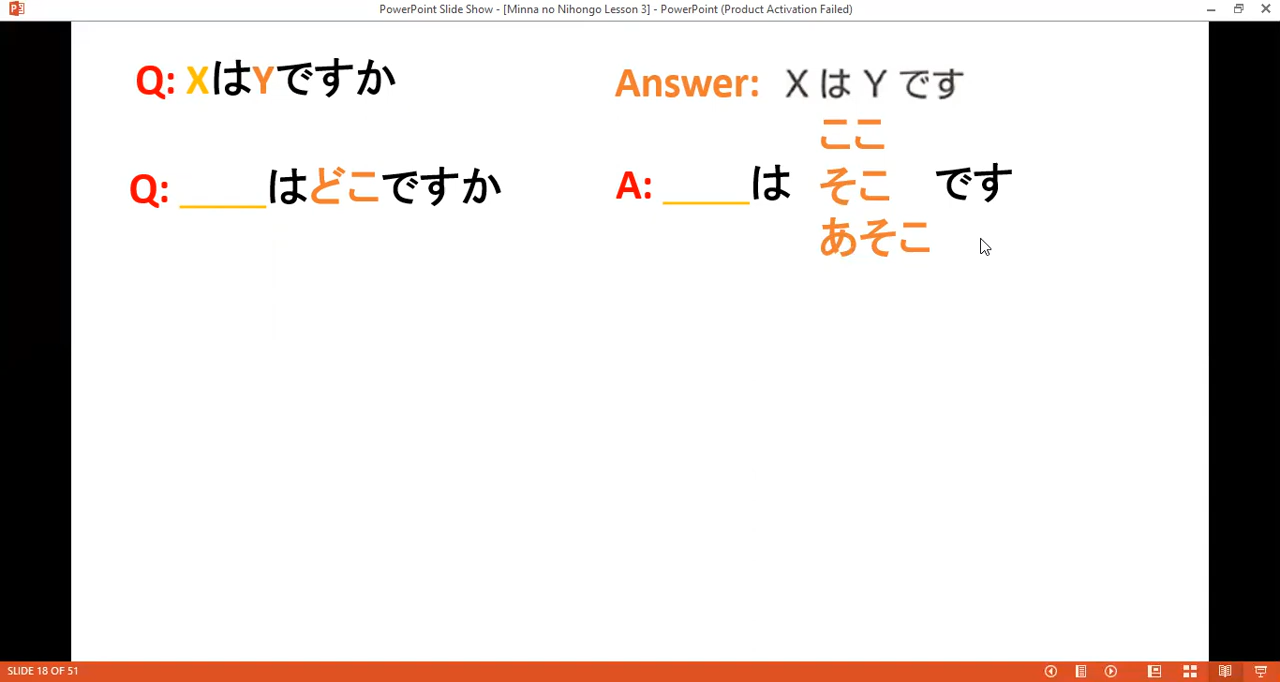 PowerPoint Slide Show - [Minna no Nihongo Lesson 3] - PowerPoint (Product Activation Failed)
Q: XはYですか
Answer: X は Y です
Q: _____はどこですか
A: _____は ここ そこ あそこ です
SLIDE 18 OF 51